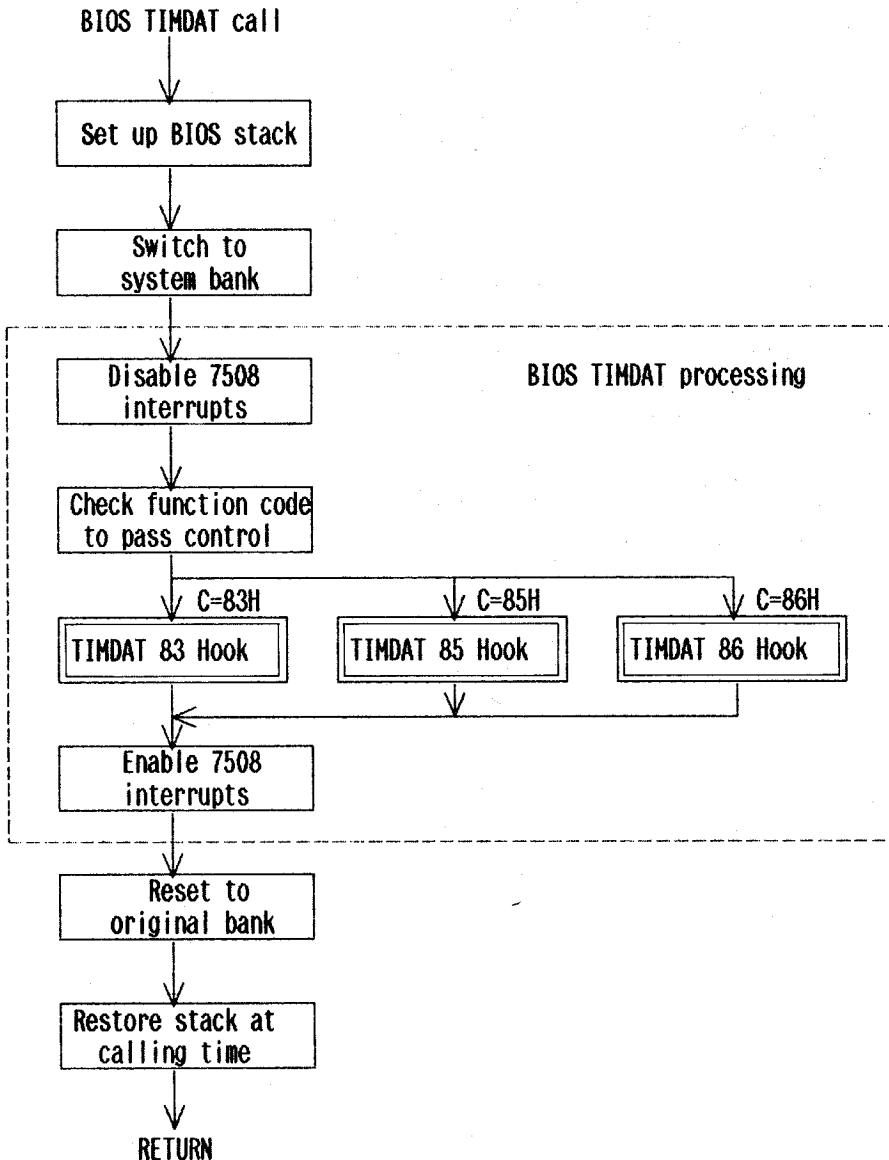 BIOS TIMDAT call
Set up BIOS stack
Switch to
system bank
Disable 7508
interrupts
BIOS TIMDAT processing
Check function code
to pass control
C=83H
C=85H
C=86H
TIMDAT 83 Hook
TIMDAT 85 Hook
TIMDAT 86 Hook
Enable 7508
interrupts
Reset to
original bank
Restore stack at
calling time
RETURN